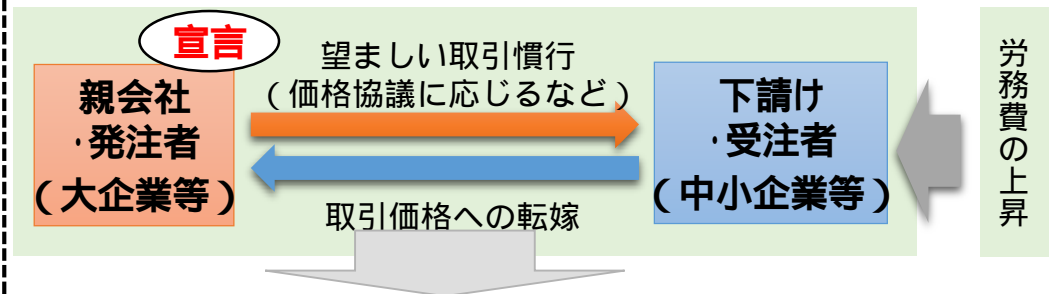 宣言
親会社
・発注者
（大企業等）
望ましい取引慣行
（価格協議に応じるなど）
取引価格への転嫁
下請け
・受注者
（中小企業等）
労務費の上昇